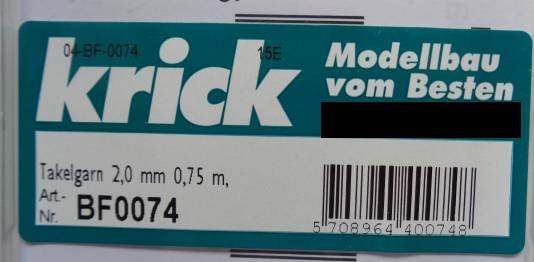 04-BF-0074 15E
krick
Modellbau
vom Besten
Takelgarn 2,0 mm 0,75 m,
Art.-
Nr. BF0074
5 708964 400748